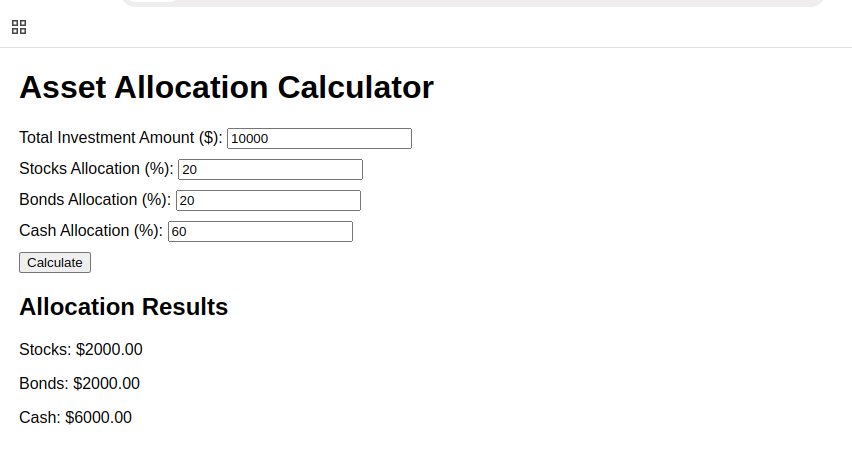 Asset Allocation Calculator
Total Investment Amount ($): 10000
Stocks Allocation (%): 20
Bonds Allocation (%): 20
Cash Allocation (%): 60
Calculate
Allocation Results
Stocks: $2000.00
Bonds: $2000.00
Cash: $6000.00